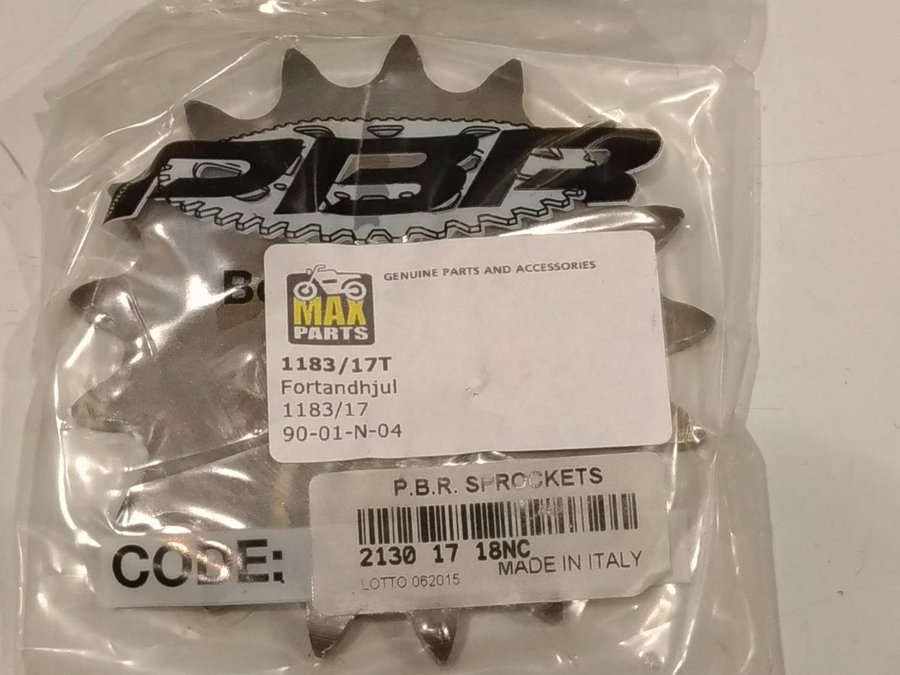 PBR
GENUINE PARTS AND ACCESSORIES
MAX
PARTS
1183/17T
Fortandhjul
1183/17
90-01-N-04
P.B.R. SPROCKETS
2130 17 18NC
MADE IN ITALY
LOTTO 062015
CODE: